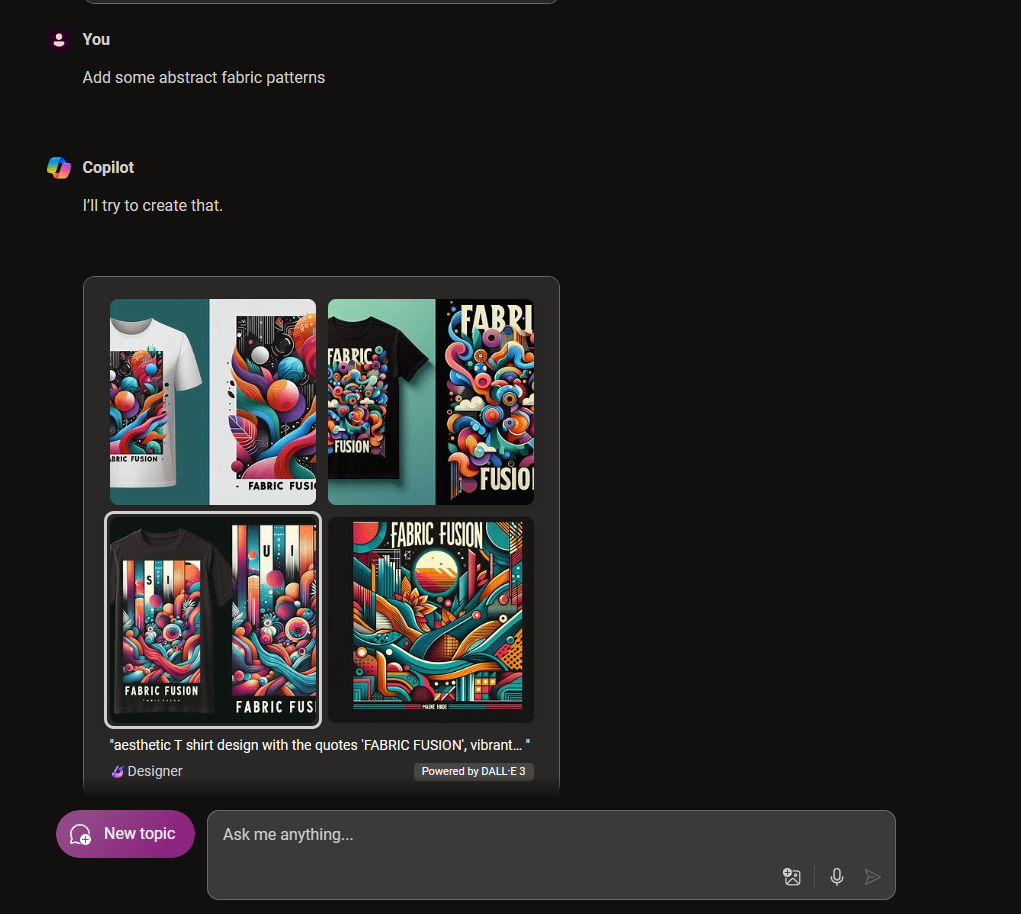 You
Add some abstract fabric patterns
Copilot
I'll try to create that.
ABRIC FUSION -
- FABRIC FUSI
FABRIC
FUSION
FABRI
FUSIO
S I
FABRIC FUSION
U I
FABRIC FUS
FABRIC FUSION
"aesthetic T shirt design with the quotes 'FABRIC FUSION', vibrant... "
Designer
Powered by DALL·E 3
New topic
Ask me anything...